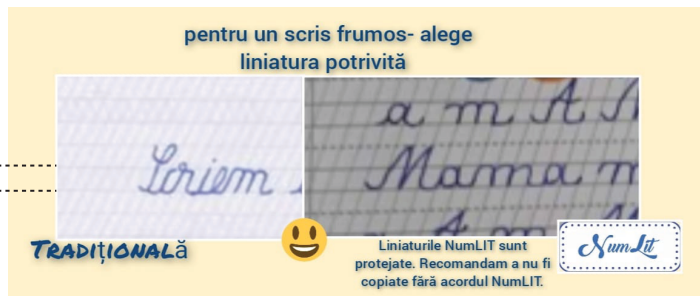 pentru un scris frumos- alege
liniatura potrivită
Scriem
a m A
Mama m
A m
TRADIȚIONALă
Liniaturile NumLIT sunt
protejate. Recomandam a nu fi
copiate fără acordul NumLIT.
NumLit